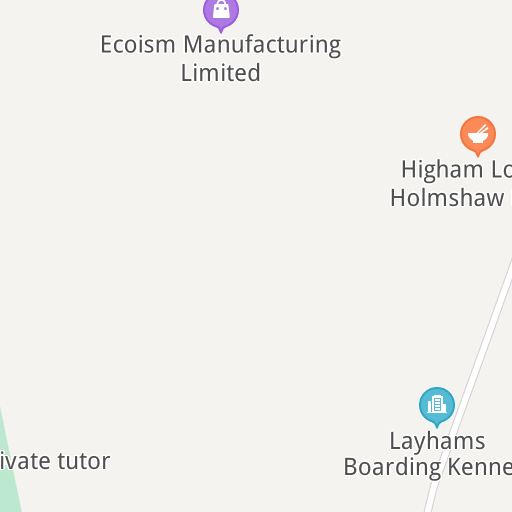 Ecoism Manufacturing
Limited
Higham Lo
Holmshaw
Layhams
Boarding Kenne
ivate tutor